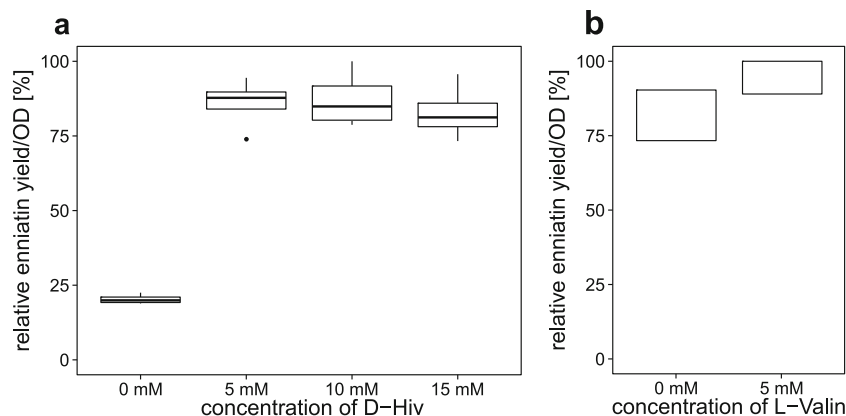 a
relative enniatin yield/OD [%]
100
75
50
25
0
0 mM 5 mM 10 mM 15 mM
concentration of D−Hiv
b
relative enniatin yield/OD [%]
100
75
50
25
0
0 mM 5 mM
concentration of L−Valin